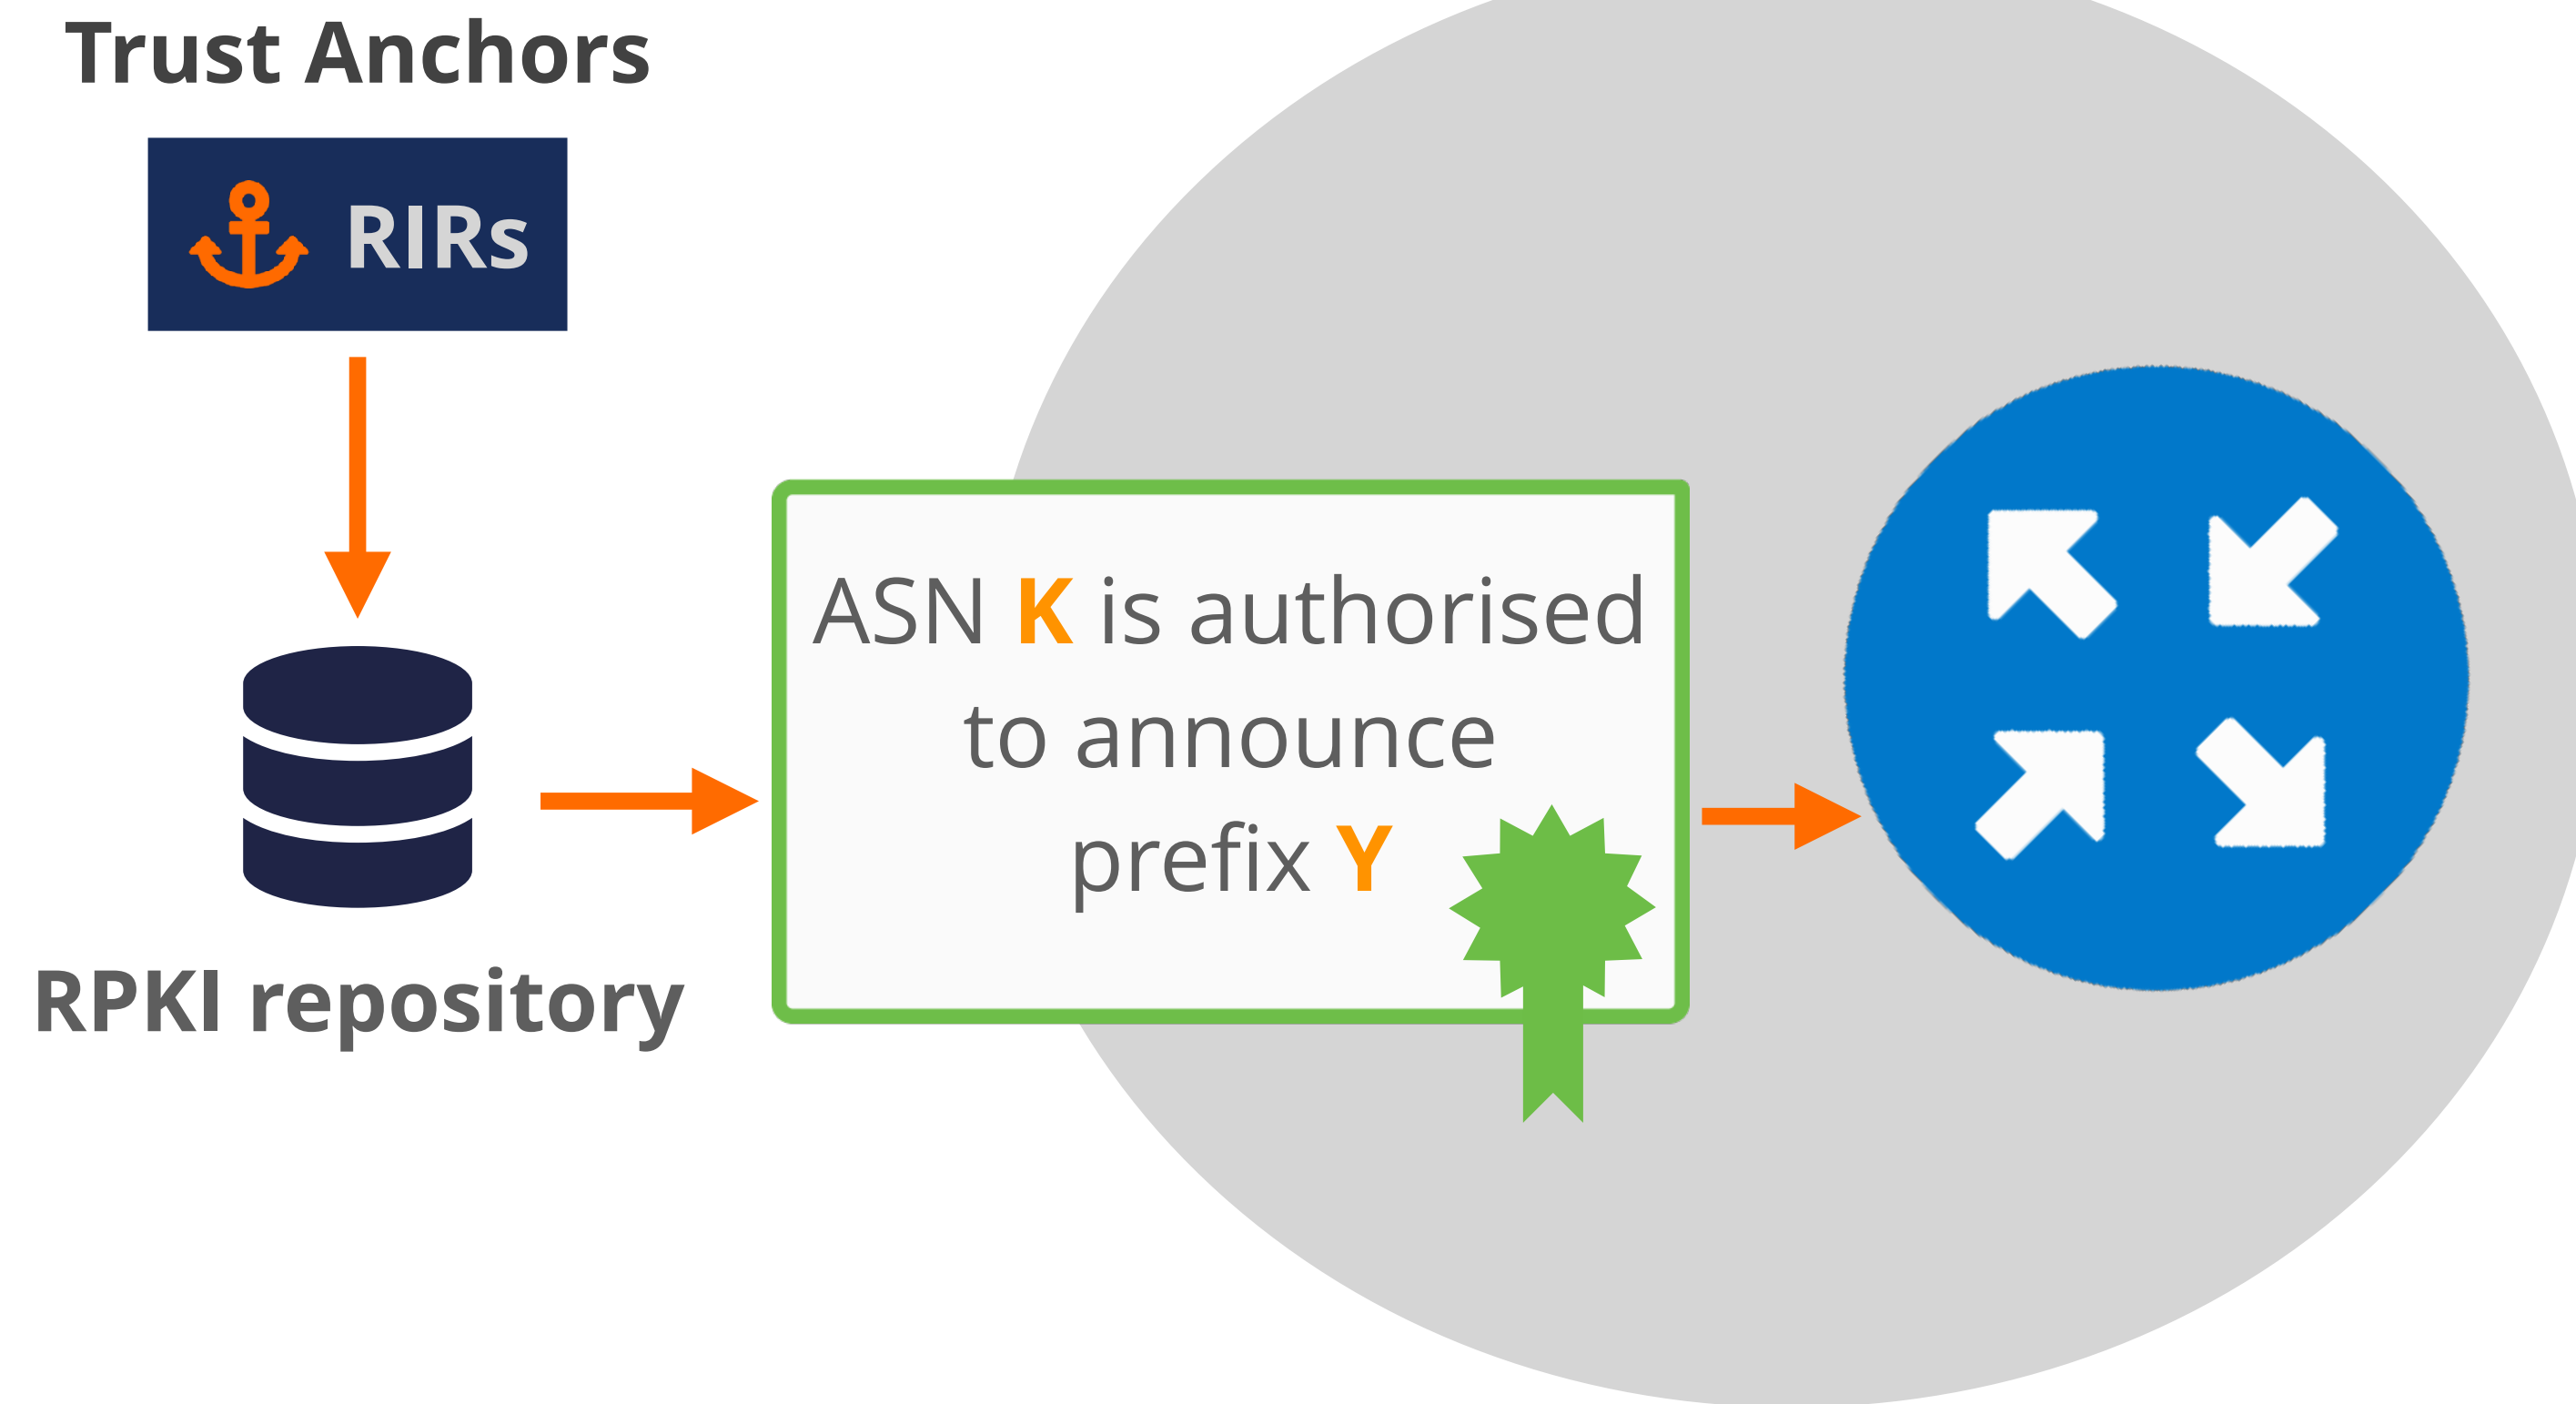 Trust Anchors
RIRs
RPKI repository
ASN K is authorised
to announce
prefix Y